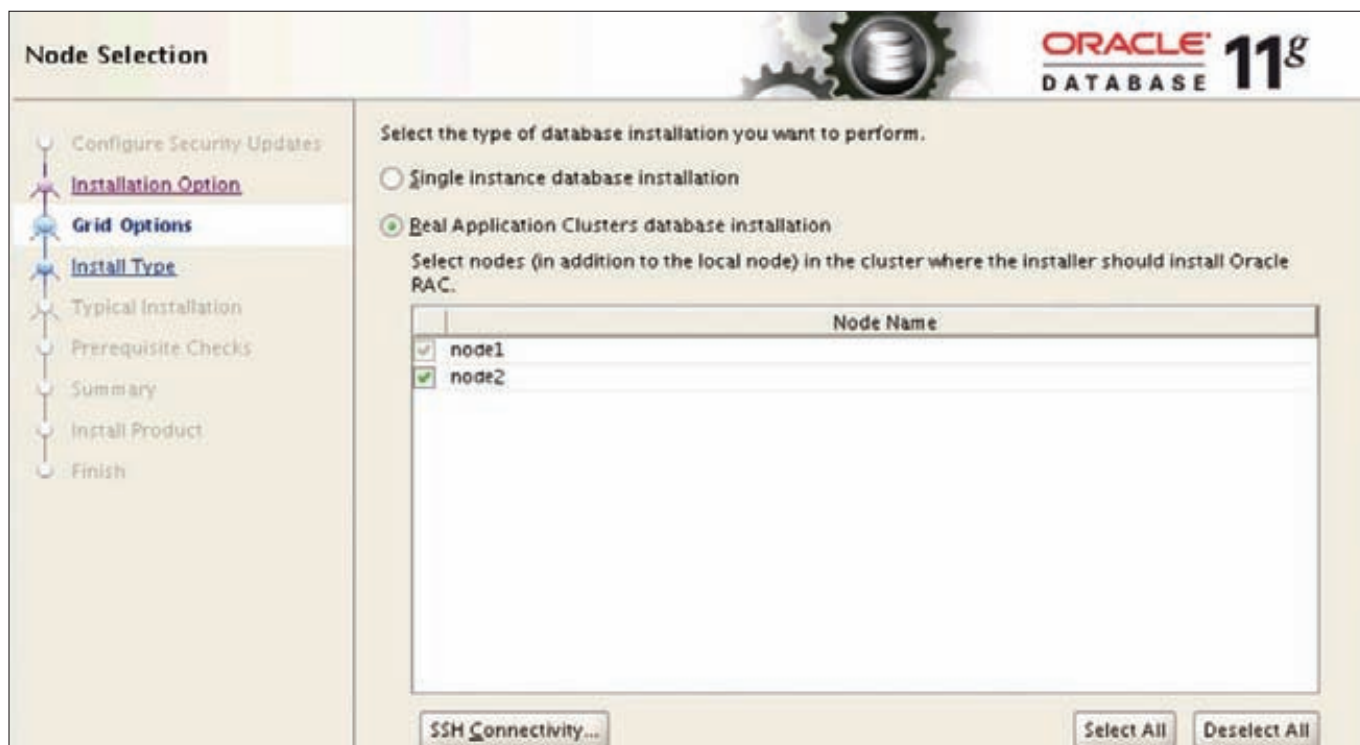 Node Selection
ORACLE
DATABASE
11g
Configure Security Updates
Installation Option
Grid Options
Install Type
Typical Installation
Prerequisite Checks
Summary
Install Product
Finish
Select the type of database installation you want to perform.
Single instance database installation
Real Application Clusters database installation
Select nodes (in addition to the local node) in the cluster where the installer should install Oracle
RAC.
Node Name
node1
node2
SSH Connectivity...
Select All
Deselect All